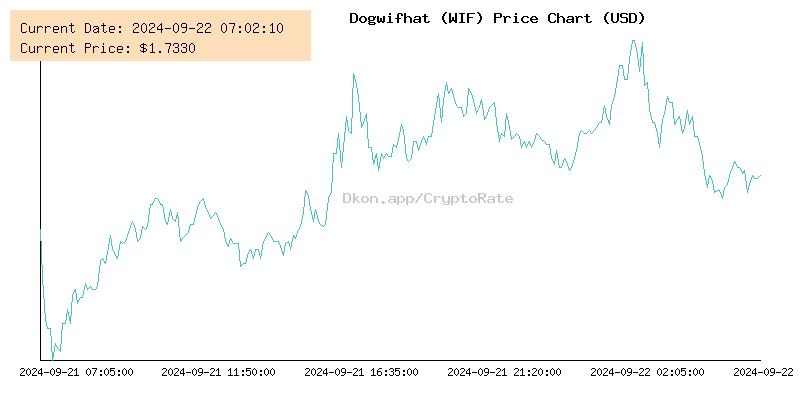 Dogwifhat (WIF) Price Chart (USD)
Current Date: 2024-09-22 07:02:10
Current Price: $1.7330
Dkon.app/CryptoRate
2024-09-21 07:05:00
2024-09-21 11:50:00
2024-09-21 16:35:00
2024-09-21 21:20:00
2024-09-22 02:05:00
2024-09-22